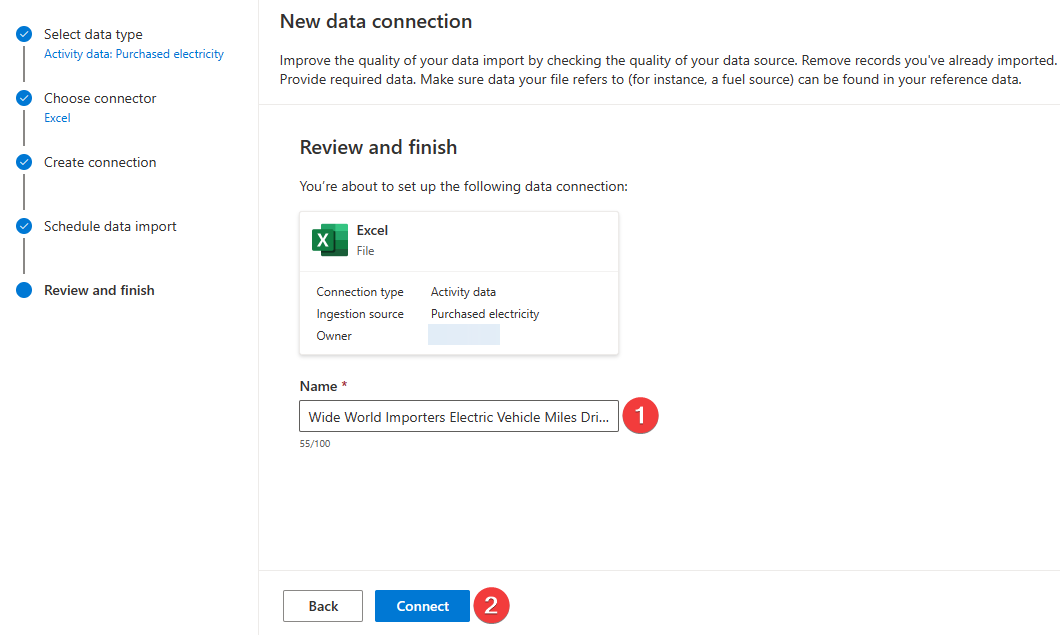 Select data type
Activity data: Purchased electricity
Choose connector
Excel
Create connection
Schedule data import
Review and finish
New data connection
Improve the quality of your data import by checking the quality of your data source. Remove records you've already imported.
Provide required data. Make sure data your file refers to (for instance, a fuel source) can be found in your reference data.
Review and finish
You're about to set up the following data connection:
X
Excel
File
Connection type Activity data
Ingestion source Purchased electricity
Owner
Name *
Wide World Importers Electric Vehicle Miles Dri... 1
55/100
Back Connect 2